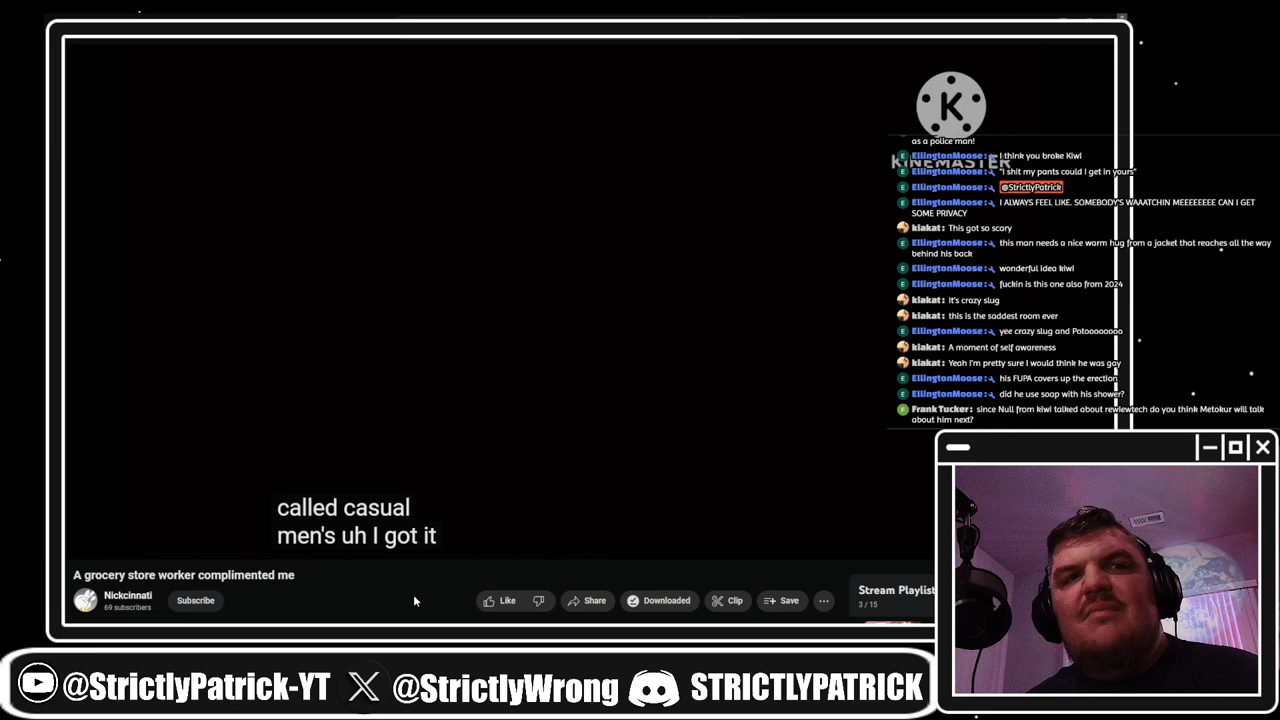 K
KINEMASTER
as a police man!
EllingtonMoose: I think you broke Kiwi
EllingtonMoose: "I shit my pants could I get in yours"
EllingtonMoose: @StrictlyPatrick
EllingtonMoose: I ALWAYS FEEL LIKE. SOMEBODY'S WAAATCHIN MEEEEEEE CAN I GET
SOME PRIVACY
kiakat: This got so scary
EllingtonMoose: this man needs a nice warm hug from a jacket that reaches all the way
behind his back
EllingtonMoose: wonderful idea kiwi
EllingtonMoose: fuckin is this one also from 2024
kiakat: It's crazy slug
kiakat: this is the saddest room ever
EllingtonMoose: yee crazy slug and Potooooooo
kiakat: A moment of self awareness
kiakat: Yeah I'm pretty sure I would think he was gay
EllingtonMoose: his FUPA covers up the erection
EllingtonMoose: did he use soap with his shower?
Frank Tucker: since Null from kiwi talked about rewiewtech do you think Metokur will talk
about him next?
called casual
men's uh I got it
A grocery store worker complimented me
Nickcinnati
69 subscribers
Subscribe
Like
Share
Downloaded
Clip
Save
Stream Playlist
3 / 15
@StrictlyPatrick-YT
@StrictlyWrong
STRICTLYPATRICK